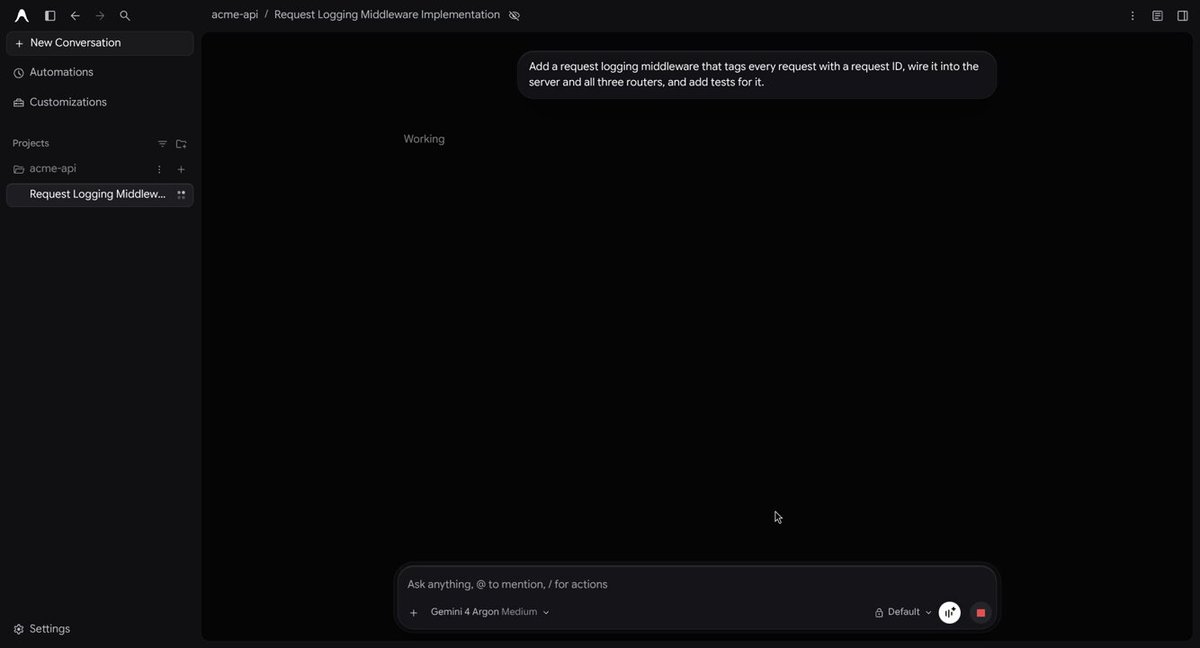 acme-api / Request Logging Middleware Implementation
New Conversation
Automations
Customizations
Projects
acme-api
Request Logging Middlew...
Settings
Add a request logging middleware that tags every request with a request ID, wire it into the
server and all three routers, and add tests for it.
Working
Ask anything, @ to mention, / for actions
Gemini 4 Argon Medium
Default